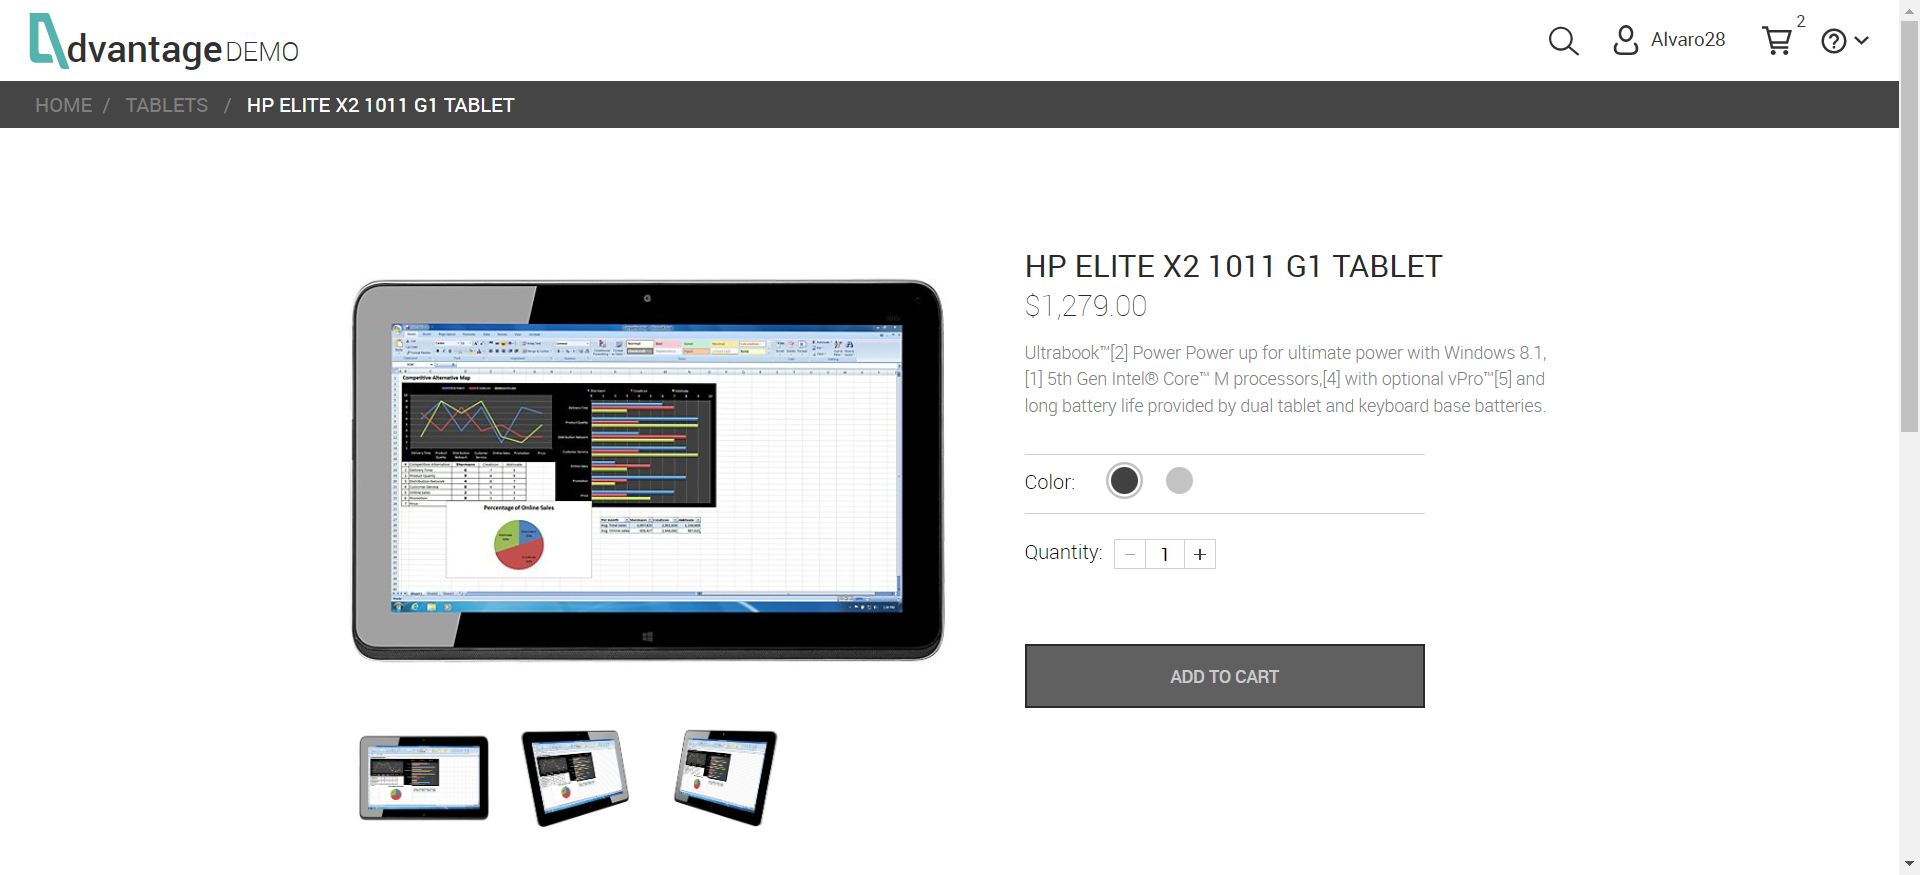 dvantage DEMO
Alvaro28
2
HOME / TABLETS / HP ELITE X2 1011 G1 TABLET
HP ELITE X2 1011 G1 TABLET
$1,279.00
Ultrabook™[2] Power Power up for ultimate power with Windows 8.1,
[1] 5th Gen Intel® Core™ M processors,[4] with optional vPro™[5] and
long battery life provided by dual tablet and keyboard base batteries.
Color:
Quantity: − 1 +
ADD TO CART
Competitive Alternative Map
Percentage of Online Sales